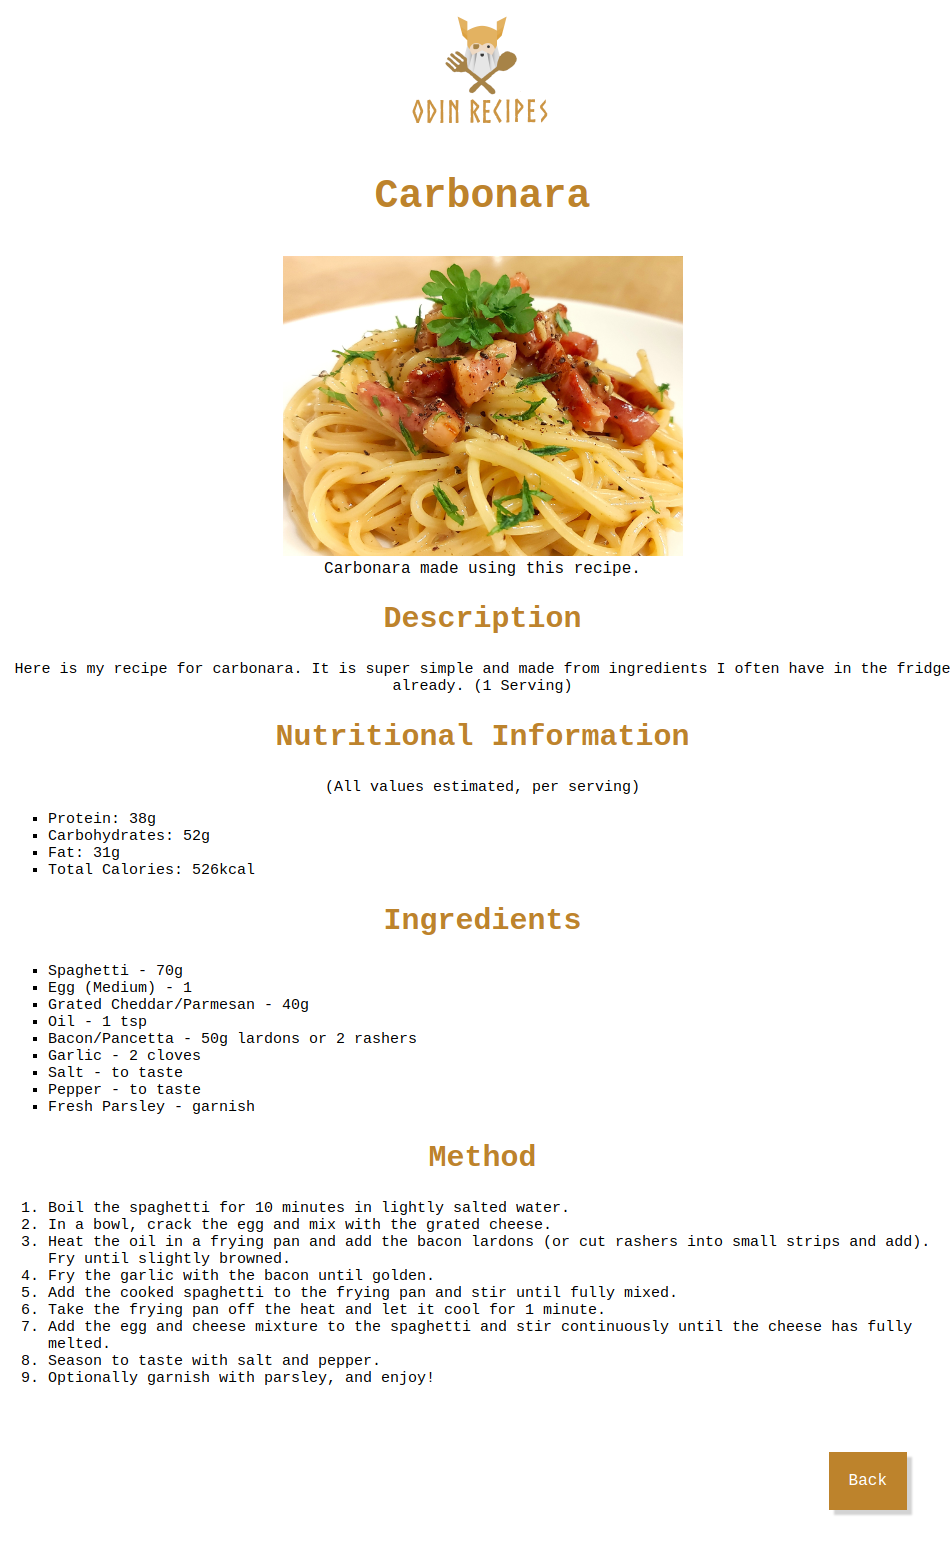 ODIN RECIPES
Carbonara
Carbonara made using this recipe.
Description
Here is my recipe for carbonara. It is super simple and made from ingredients I often have in the fridge
already. (1 Serving)
Nutritional Information
(All values estimated, per serving)
▪ Protein: 38g
▪ Carbohydrates: 52g
▪ Fat: 31g
▪ Total Calories: 526kcal
Ingredients
▪ Spaghetti - 70g
▪ Egg (Medium) - 1
▪ Grated Cheddar/Parmesan - 40g
▪ Oil - 1 tsp
▪ Bacon/Pancetta - 50g lardons or 2 rashers
▪ Garlic - 2 cloves
▪ Salt - to taste
▪ Pepper - to taste
▪ Fresh Parsley - garnish
Method
1. Boil the spaghetti for 10 minutes in lightly salted water.
2. In a bowl, crack the egg and mix with the grated cheese.
3. Heat the oil in a frying pan and add the bacon lardons (or cut rashers into small strips and add).
Fry until slightly browned.
4. Fry the garlic with the bacon until golden.
5. Add the cooked spaghetti to the frying pan and stir until fully mixed.
6. Take the frying pan off the heat and let it cool for 1 minute.
7. Add the egg and cheese mixture to the spaghetti and stir continuously until the cheese has fully
melted.
8. Season to taste with salt and pepper.
9. Optionally garnish with parsley, and enjoy!
Back